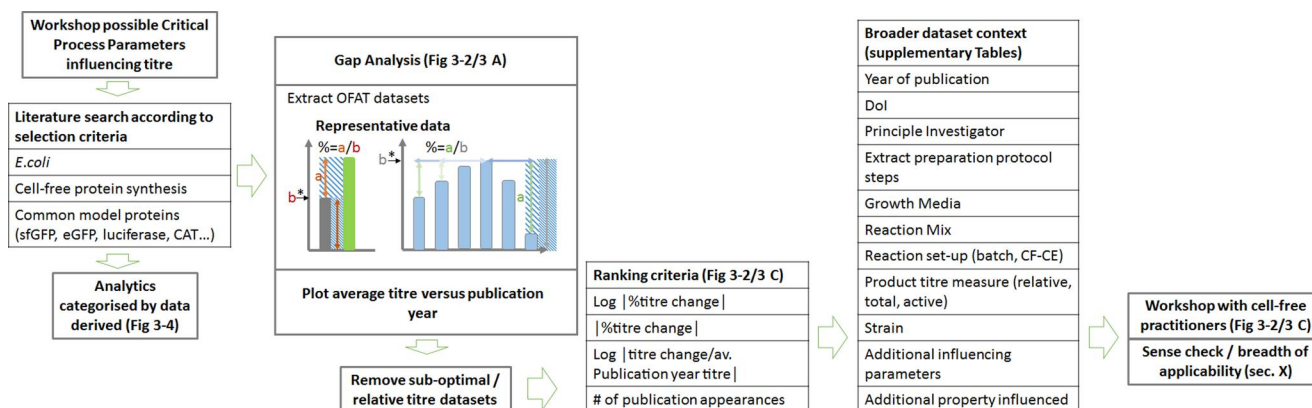 Workshop possible Critical
Process Parameters
influencing titre
Literature search according to
selection criteria
E.coli
Cell-free protein synthesis
Common model proteins
(sfGFP, eGFP, luciferase, CAT...)
Analytics
categorised by data
derived (Fig 3-4)
Gap Analysis (Fig 3-2/3 A)
Extract OFAT datasets
Representative data
%=a/b
%=a/b
a
b
*
b
*
a
Plot average titre versus publication
year
Remove sub-optimal /
relative titre datasets
Ranking criteria (Fig 3-2/3 C)
Log |%titre change|
|%titre change|
Log |titre change/av.
Publication year titre|
# of publication appearances
Broader dataset context
(supplementary Tables)
Year of publication
DoI
Principle Investigator
Extract preparation protocol
steps
Growth Media
Reaction Mix
Reaction set-up (batch, CF-CE)
Product titre measure (relative,
total, active)
Strain
Additional influencing
parameters
Additional property influenced
Workshop with cell-free
practitioners (Fig 3-2/3 C)
Sense check / breadth of
applicability (sec. X)